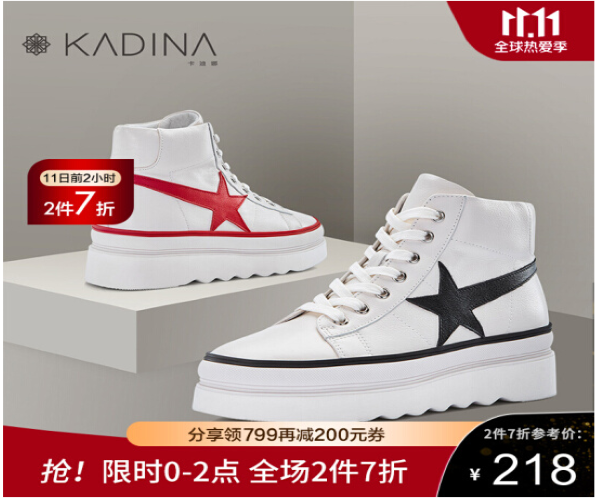 KADINA
卡迪娜
11.11
全球热爱季
11日前2小时
2件7折
分享领799再减200元券
抢！限时0-2点 全场2件7折
2件7折参考价：
¥ 218